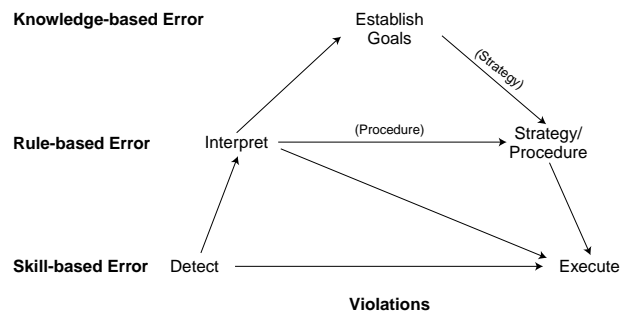 Knowledge-based Error
Establish
Goals
(Strategy)
Rule-based Error
Interpret
(Procedure)
Strategy/
Procedure
Skill-based Error
Detect
Execute
Violations